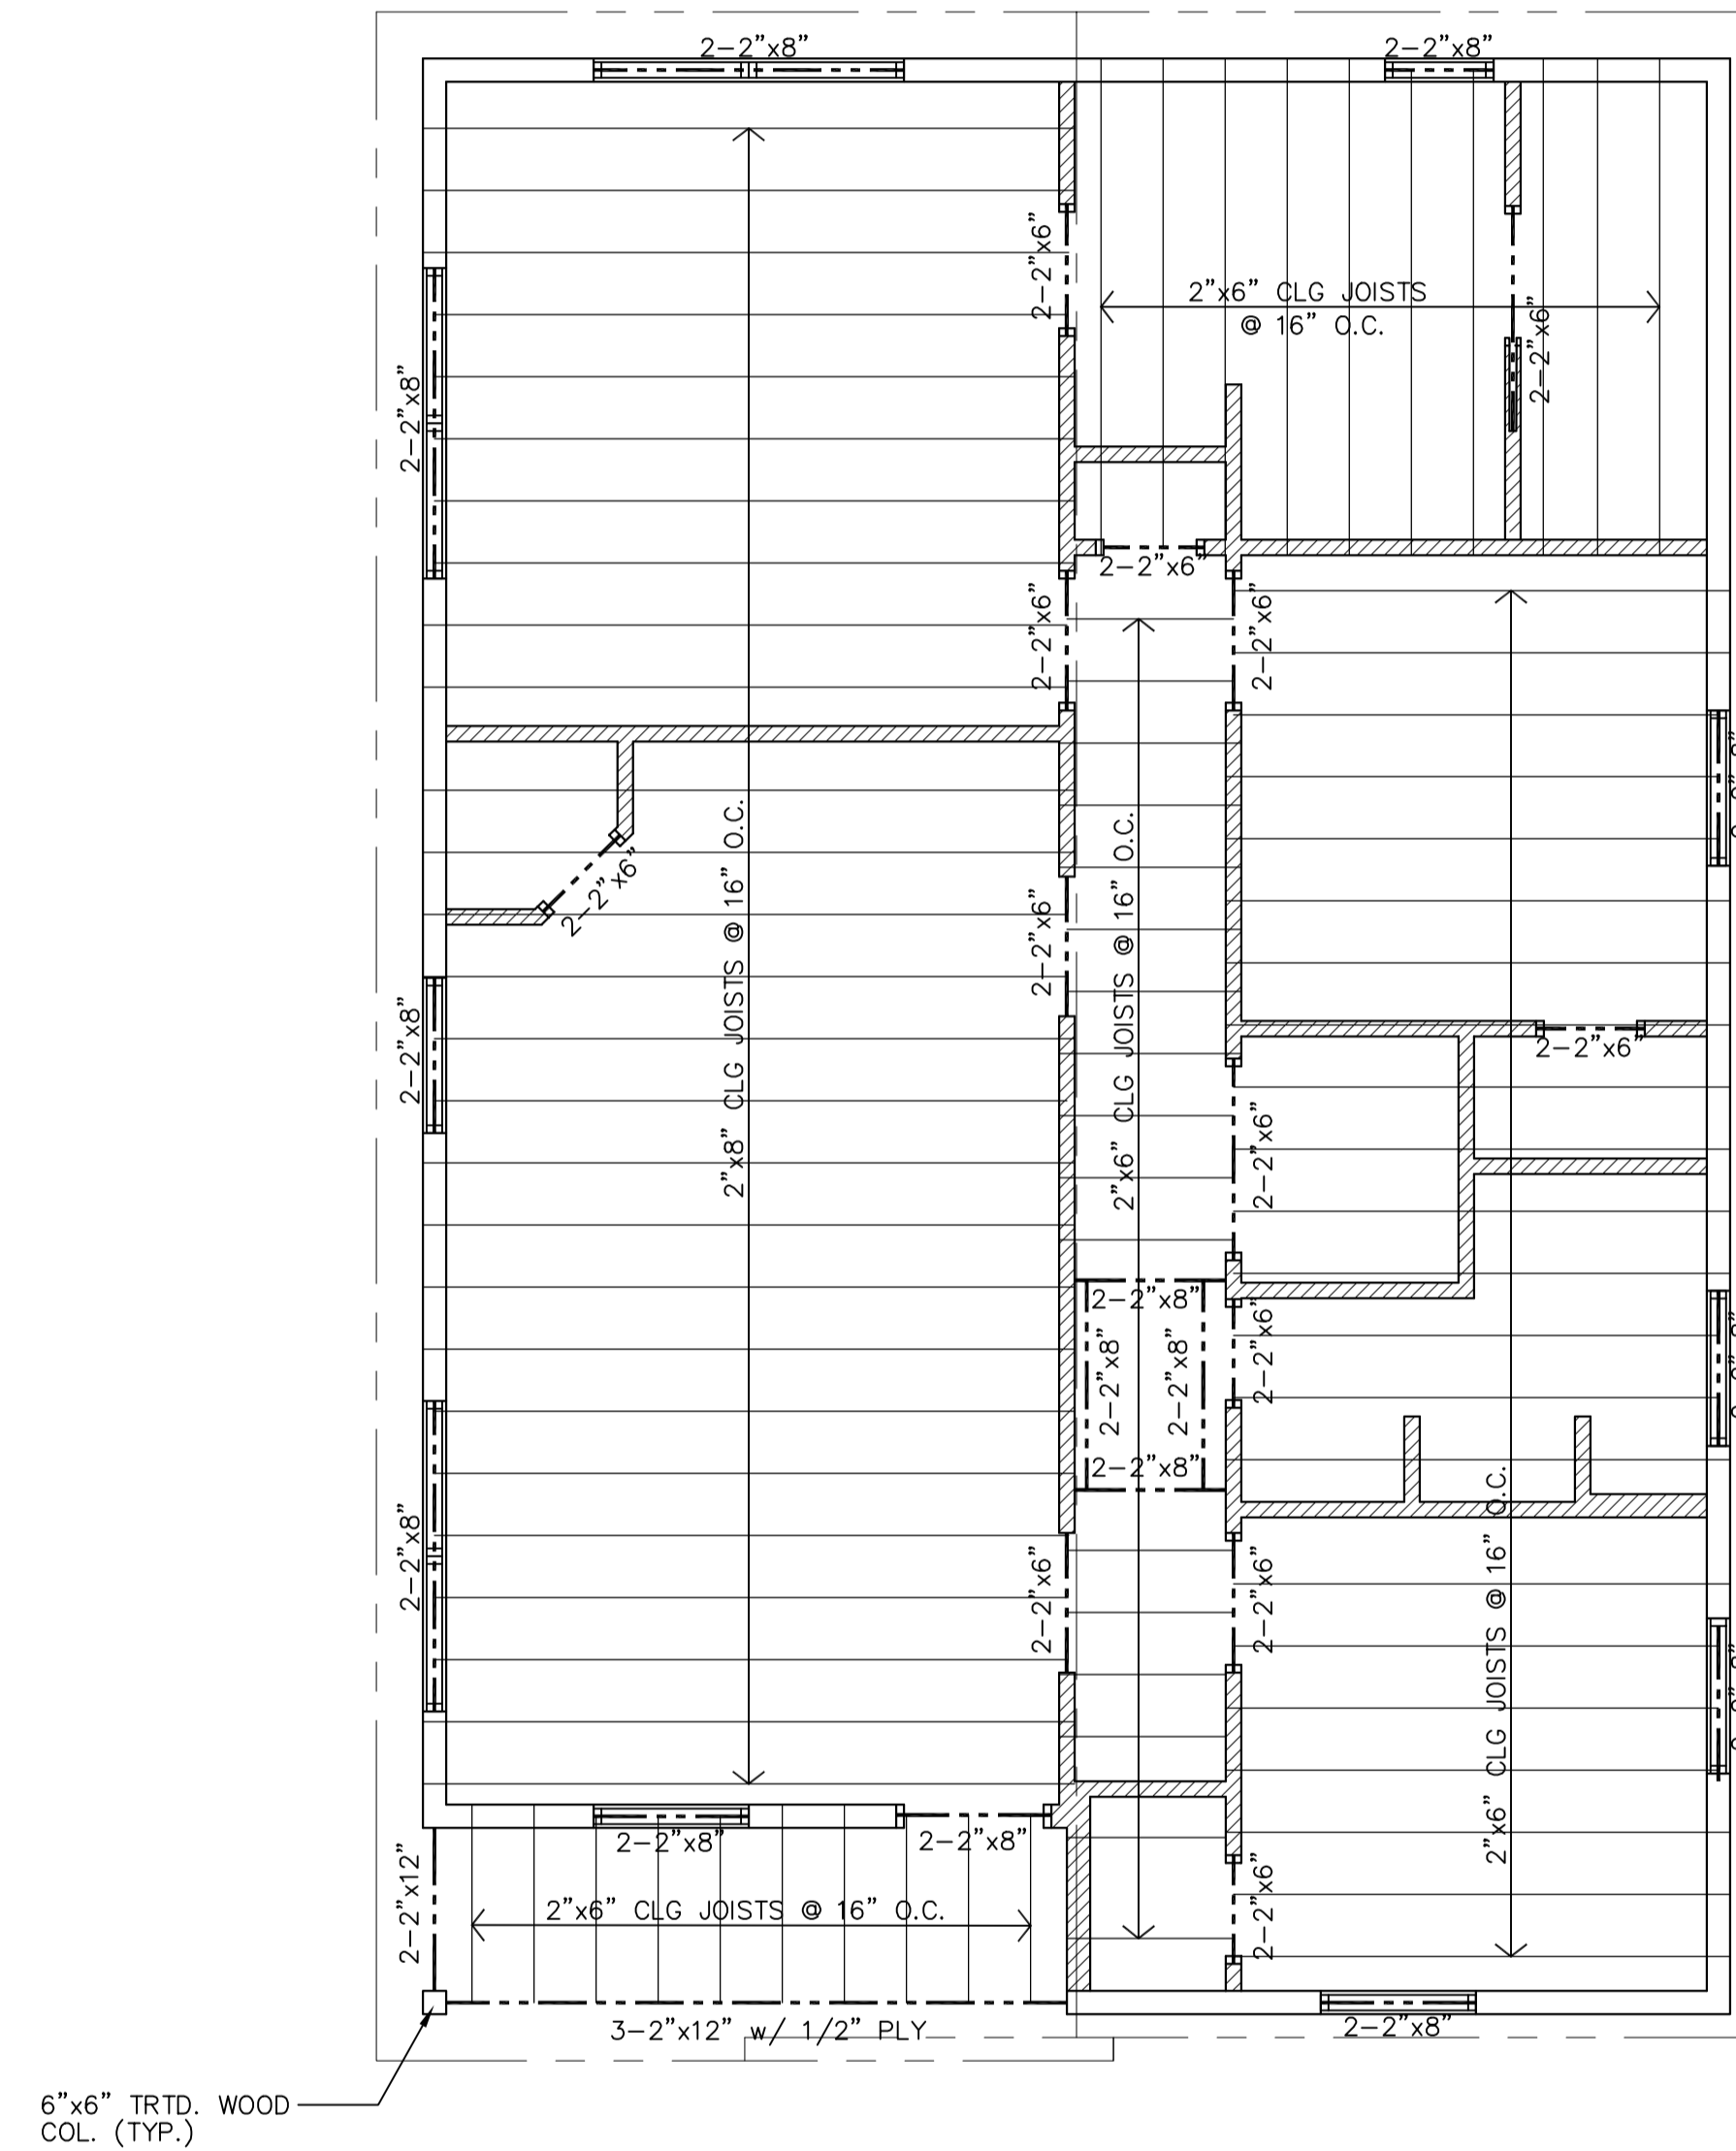 2-2"x8"
2-2"x8"
2-2"x6"
2"x6" CLG JOISTS
@ 16" O.C.
2-2"x6"
2-2"x8"
2-2"x6"
2-2"x6"
2-2"x6"
2-2"x6"
2"x8" CLG JOISTS @ 16" O.C.
2"x6" CLG JOISTS @ 16" O.C.
2-2"x6"
2-2"x8"
2-2"x6"
2-2"x6"
2-2"x8"
2-2"x8"
2-2"x8"
2-2"x6"
2-2"x8"
2-2"x8"
2-2"x6"
2-2"x6"
2"x6" CLG JOISTS @ 16" O.C.
2-2"x8"
2-2"x8"
2-2"x12"
2"x6" CLG JOISTS @ 16" O.C.
2-2"x6"
3-2"x12" w/ 1/2" PLY
2-2"x8"
6"x6" TRTD. WOOD
COL. (TYP.)